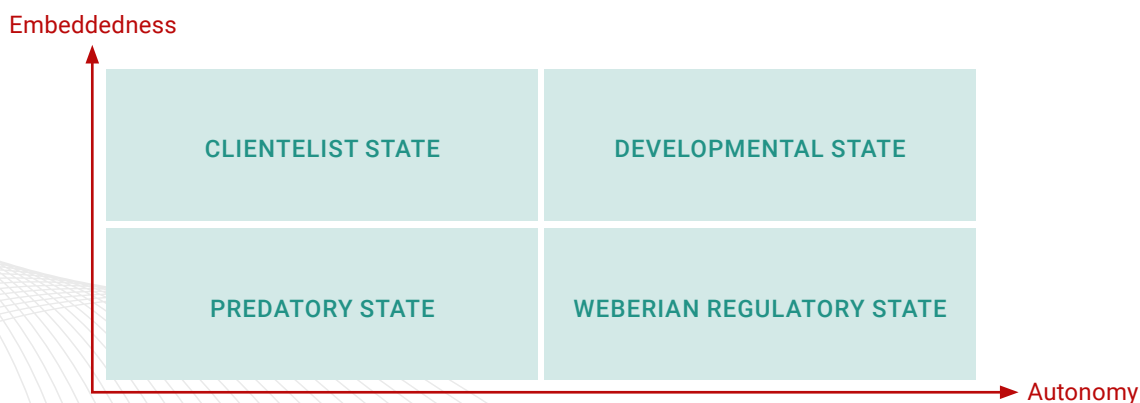 Embeddedness
CLIENTELIST STATE
DEVELOPMENTAL STATE
PREDATORY STATE
WEBERIAN REGULATORY STATE
Autonomy